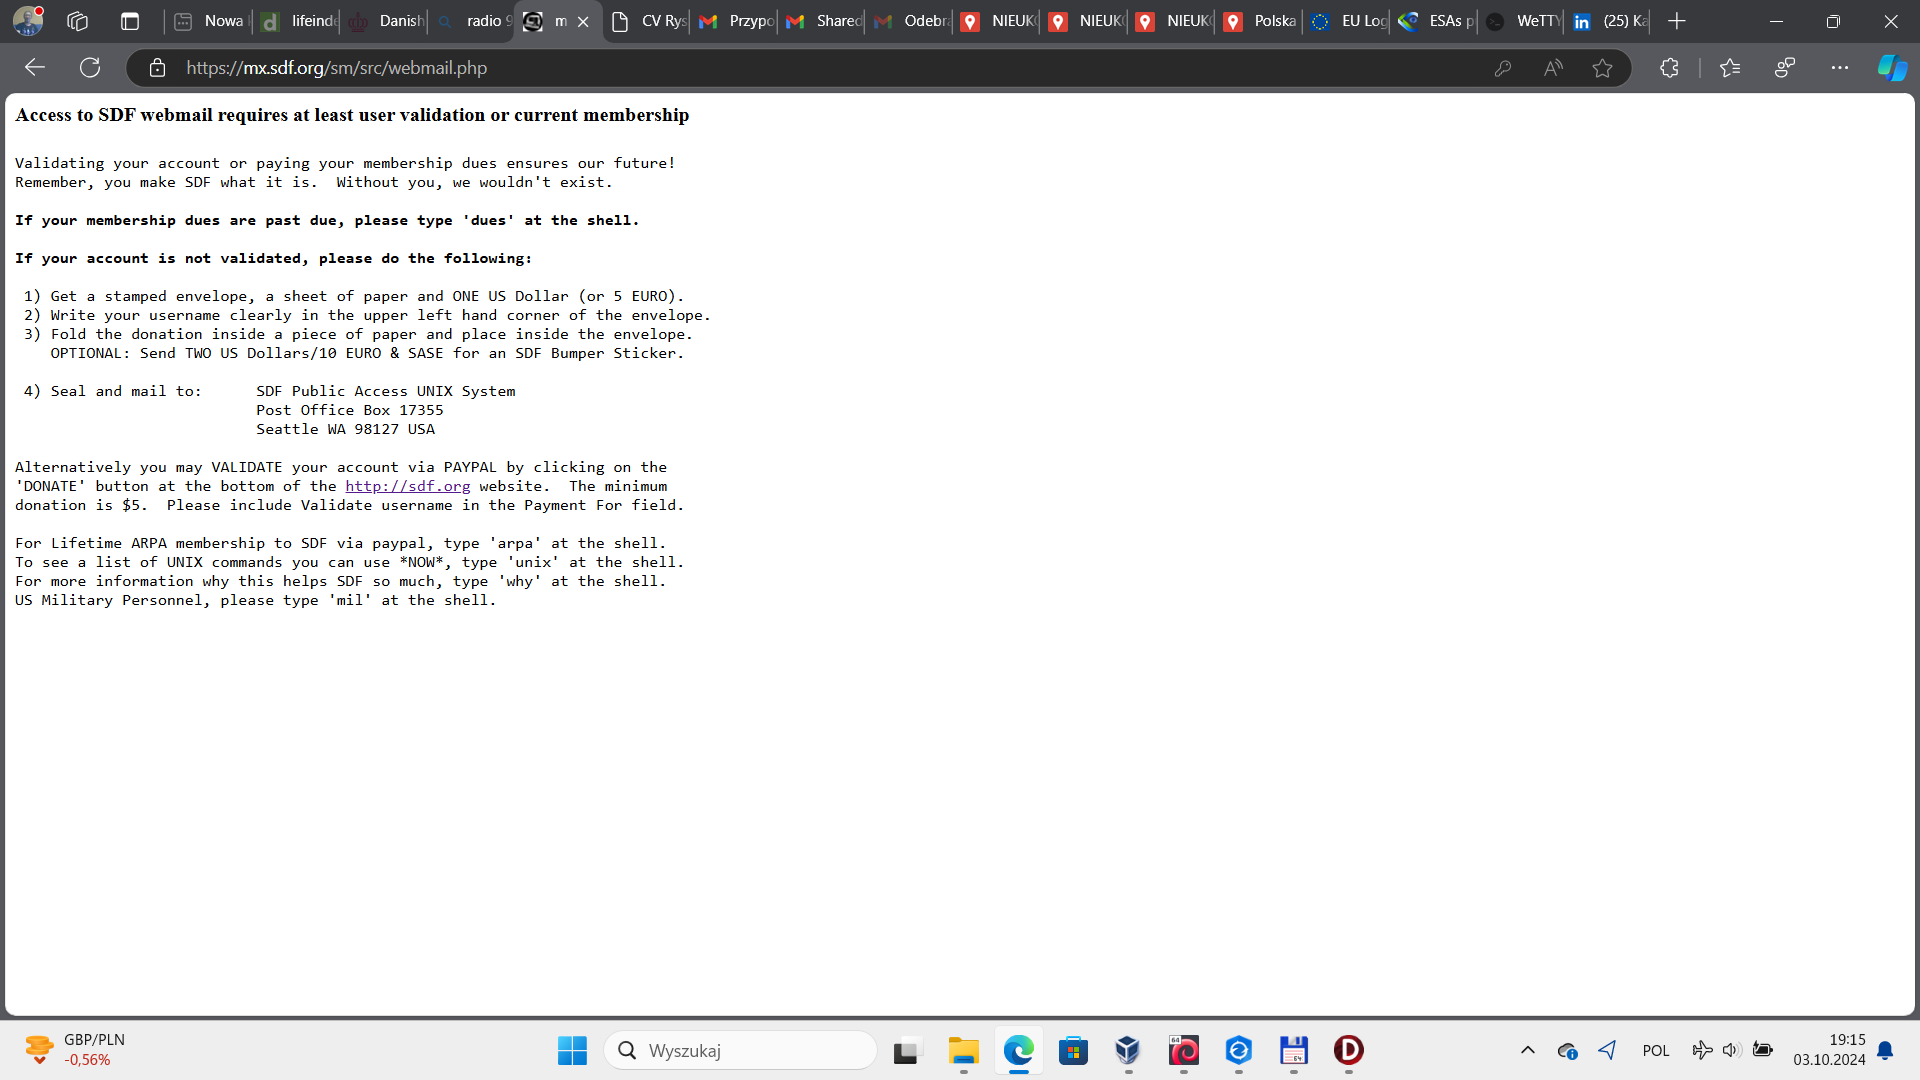 Nowa
lifeinde
Danish
radio 9
m
CV Rys
Przypo
Shared
Odebra
NIEUK
NIEUK
NIEUK
Polska
EU Log
ESAs p
WeTTY
(25) Ka
https://mx.sdf.org/sm/src/webmail.php
Access to SDF webmail requires at least user validation or current membership
Validating your account or paying your membership dues ensures our future!
Remember, you make SDF what it is.  Without you, we wouldn't exist.
If your membership dues are past due, please type 'dues' at the shell.
If your account is not validated, please do the following:
1) Get a stamped envelope, a sheet of paper and ONE US Dollar (or 5 EURO).
2) Write your username clearly in the upper left hand corner of the envelope.
3) Fold the donation inside a piece of paper and place inside the envelope.
OPTIONAL: Send TWO US Dollars/10 EURO & SASE for an SDF Bumper Sticker.
4) Seal and mail to:      SDF Public Access UNIX System
Post Office Box 17355
Seattle WA 98127 USA
Alternatively you may VALIDATE your account via PAYPAL by clicking on the
'DONATE' button at the bottom of the http://sdf.org website.  The minimum
donation is $5.  Please include Validate username in the Payment For field.
For Lifetime ARPA membership to SDF via paypal, type 'arpa' at the shell.
To see a list of UNIX commands you can use *NOW*, type 'unix' at the shell.
For more information why this helps SDF so much, type 'why' at the shell.
US Military Personnel, please type 'mil' at the shell.
GBP/PLN
-0,56%
Wyszukaj
POL
19:15
03.10.2024